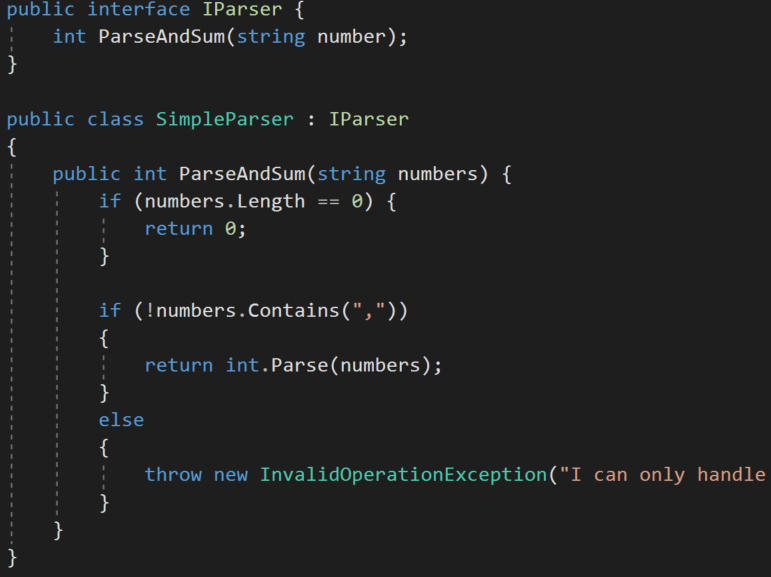 public interface IParser {
int ParseAndSum(string number);
}
public class SimpleParser : IParser
{
public int ParseAndSum(string numbers) {
if (numbers.Length == 0) {
return 0;
}
if (!numbers.Contains(","))
{
return int.Parse(numbers);
}
else
{
throw new InvalidOperationException("I can only handle
}
}
}